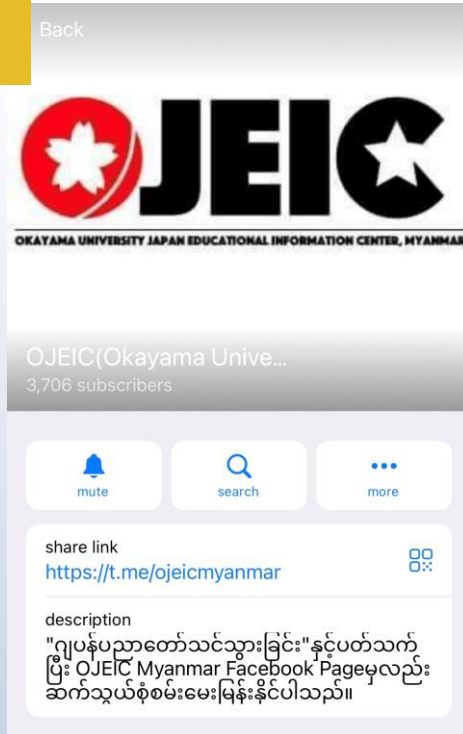 Back
OJEIC
OKAYAMA UNIVERSITY JAPAN EDUCATIONAL INFORMATION CENTER, MYANMAR
OJEIC(Okayama Unive...
3,706 subscribers
mute
search
more
share link
https://t.me/ojeicmyanmar
description
"ဂျပန်ပညာတော်သင်သွားခြင်း"နှင့်ပတ်သက်
ပြီး OJEIC Myanmar Facebook Pageမှလည်း
ဆက်သွယ်စုံစမ်းမေးမြန်းနိုင်ပါသည်။